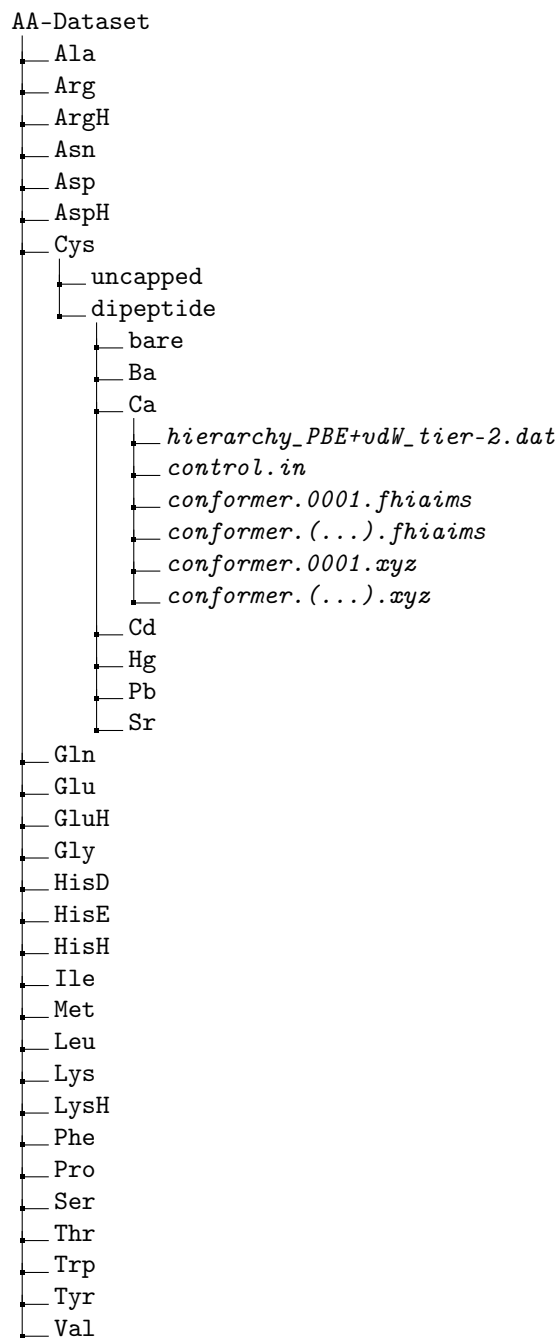 AA-Dataset
Ala
Arg
ArgH
Asn
Asp
AspH
Cys
uncapped
dipeptide
bare
Ba
Ca
hierarchy_PBE+vdW_tier-2.dat
control.in
conformer.0001.fhiaims
conformer.(...).fhiaims
conformer.0001.xyz
conformer.(...).xyz
Cd
Hg
Pb
Sr
Gln
Glu
GluH
Gly
HisD
HisE
HisH
Ile
Met
Leu
Lys
LysH
Phe
Pro
Ser
Thr
Trp
Tyr
Val